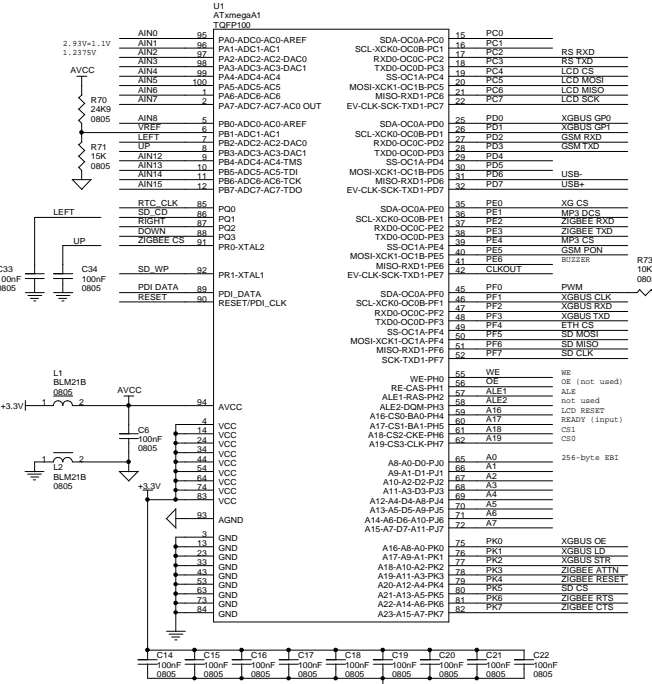 U1
ATxmegaA1
TQFP100
AIN0 95 PA0-ADC0-AC0-AREF
AIN1 96 PA1-ADC1-AC1
AIN2 97 PA2-ADC2-AC2-DAC0
AIN3 98 PA3-ADC3-AC3-DAC1
AIN4 99 PA4-ADC4-AC4
AIN5 100 PA5-ADC5-AC5
AIN6 1 PA6-ADC6-AC6
AIN7 2 PA7-ADC7-AC7-AC0 OUT
2.93V=1.1V
1.2375V
AVCC
R70
24K9
0805
R71
15K
0805
AIN8 5 PB0-ADC0-AC0-AREF
VREF 6 PB1-ADC1-AC1
LEFT 7 PB2-ADC2-AC2-DAC0
UP 8 PB3-ADC3-AC3-DAC1
AIN12 9 PB4-ADC4-AC4-TMS
AIN13 10 PB5-ADC5-AC5-TDI
AIN14 11 PB6-ADC6-AC6-TCK
AIN15 12 PB7-ADC7-AC7-TDO
RTC_CLK 85 PQ0
SD_CD 86 PQ1
RIGHT 87 PQ2
DOWN 88 PQ3
ZIGBEE CS 91 PR0-XTAL2
SD_WP 92 PR1-XTAL1
PDI DATA 89 PDI_DATA
RESET 90 RESET/PDI_CLK
LEFT
UP
C33
100nF
0805
C34
100nF
0805
L1
BLM21B
0805
+3.3V 1 2
AVCC
94 AVCC
C6
100nF
0805
1 2
L2
BLM21B
0805
+3.3V
4 VCC
14 VCC
24 VCC
34 VCC
44 VCC
54 VCC
64 VCC
74 VCC
83 VCC
93 AGND
3 GND
13 GND
23 GND
33 GND
43 GND
53 GND
63 GND
73 GND
84 GND
SDA-OC0A-PC0 15 PC0
SCL-XCK0-OC0B-PC1 16 PC1
RXD0-OC0C-PC2 17 PC2 RS RXD
TXD0-OC0D-PC3 18 PC3 RS TXD
SS-OC1A-PC4 19 PC4 LCD CS
MOSI-XCK1-OC1B-PC5 20 PC5 LCD MOSI
MISO-RXD1-PC6 21 PC6 LCD MISO
EV-CLK-SCK-TXD1-PC7 22 PC7 LCD SCK
SDA-OC0A-PD0 25 PD0 XGBUS GP0
SCL-XCK0-OC0B-PD1 26 PD1 XGBUS GP1
RXD0-OC0C-PD2 27 PD2 GSM RXD
TXD0-OC0D-PD3 28 PD3 GSM TXD
SS-OC1A-PD4 29 PD4
MOSI-XCK1-OC1B-PD5 30 PD5
MISO-RXD1-PD6 31 PD6 USB-
EV-CLK-SCK-TXD1-PD7 32 PD7 USB+
SDA-OC0A-PE0 35 PE0 XG CS
SCL-XCK0-OC0B-PE1 36 PE1 MP3 DCS
RXD0-OC0C-PE2 37 PE2 ZIGBEE RXD
TXD0-OC0D-PE3 38 PE3 ZIGBEE TXD
SS-OC1A-PE4 39 PE4 MP3 CS
MOSI-XCK1-OC1B-PE5 40 PE5 GSM PON
MISO-RXD1-PE6 41 PE6 BUZZER
EV-CLK-SCK-TXD1-PE7 42 CLKOUT
R73
10K
0805
SDA-OC0A-PF0 45 PF0 PWM
SCL-XCK0-OC0B-PF1 46 PF1 XGBUS CLK
RXD0-OC0C-PF2 47 PF2 XGBUS RXD
TXD0-OC0D-PF3 48 PF3 XGBUS TXD
SS-OC1A-PF4 49 PF4 ETH CS
MOSI-XCK1-OC1A-PF4 50 PF5 SD MOSI
MISO-RXD1-PF6 51 PF6 SD MISO
SCK-TXD1-PF7 52 PF7 SD CLK
WE-PH0 55 WE WE
RE-CAS-PH1 56 OE OE (not used)
ALE1-RAS-PH2 57 ALE1 ALE
ALE2-DQM-PH3 58 ALE2 not used
A16-CS0-BA0-PH4 59 A16 LCD RESET
A17-CS1-BA1-PH5 60 A17 READY (input)
A18-CS2-CKE-PH6 61 A18 CS1
A19-CS3-CLK-PH7 62 A19 CS0
A8-A0-D0-PJ0 65 A0 256-byte EBI
A9-A1-D1-PJ1 66 A1
A10-A2-D2-PJ2 67 A2
A11-A3-D3-PJ3 68 A3
A12-A4-D4-A8-PJ4 69 A4
A13-A5-D5-A9-PJ5 70 A5
A14-A6-D6-A10-PJ6 71 A6
A15-A7-D7-A11-PJ7 72 A7
A16-A8-A0-PK0 75 PK0 XGBUS OE
A17-A9-A1-PK1 76 PK1 XGBUS LD
A18-A10-A2-PK2 77 PK2 XGBUS STR
A19-A11-A3-PK3 78 PK3 ZIGBEE ATTN
A20-A12-A4-PK4 79 PK4 ZIGBEE RESET
A21-A13-A5-PK5 80 PK5 SD CS
A22-A14-A6-PK6 81 PK6 ZIGBEE RTS
A23-A15-A7-PK7 82 PK7 ZIGBEE CTS
C14 C15 C16 C17 C18 C19 C20 C21 C22
100nF 100nF 100nF 100nF 100nF 100nF 100nF 100nF 100nF
0805 0805 0805 0805 0805 0805 0805 0805 0805